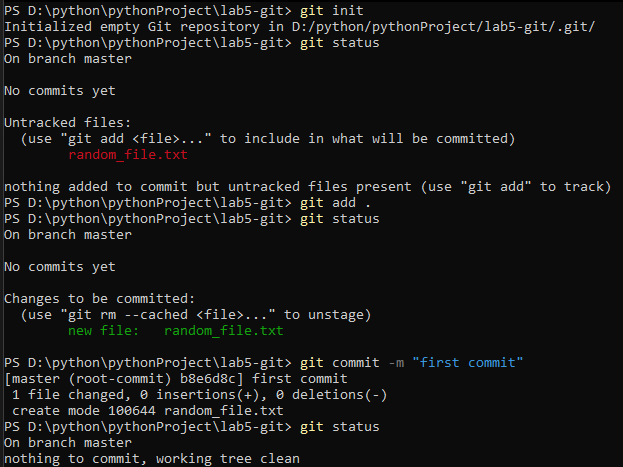 PS D:\python\pythonProject\lab5-git> git init
Initialized empty Git repository in D:/python/pythonProject/lab5-git/.git/
PS D:\python\pythonProject\lab5-git> git status
On branch master

No commits yet

Untracked files:
  (use "git add <file>..." to include in what will be committed)
        random_file.txt

nothing added to commit but untracked files present (use "git add" to track)
PS D:\python\pythonProject\lab5-git> git add .
PS D:\python\pythonProject\lab5-git> git status
On branch master

No commits yet

Changes to be committed:
  (use "git rm --cached <file>..." to unstage)
        new file:   random_file.txt

PS D:\python\pythonProject\lab5-git> git commit -m "first commit"
[master (root-commit) b8e6d8c] first commit
 1 file changed, 0 insertions(+), 0 deletions(-)
 create mode 100644 random_file.txt
PS D:\python\pythonProject\lab5-git> git status
On branch master
nothing to commit, working tree clean